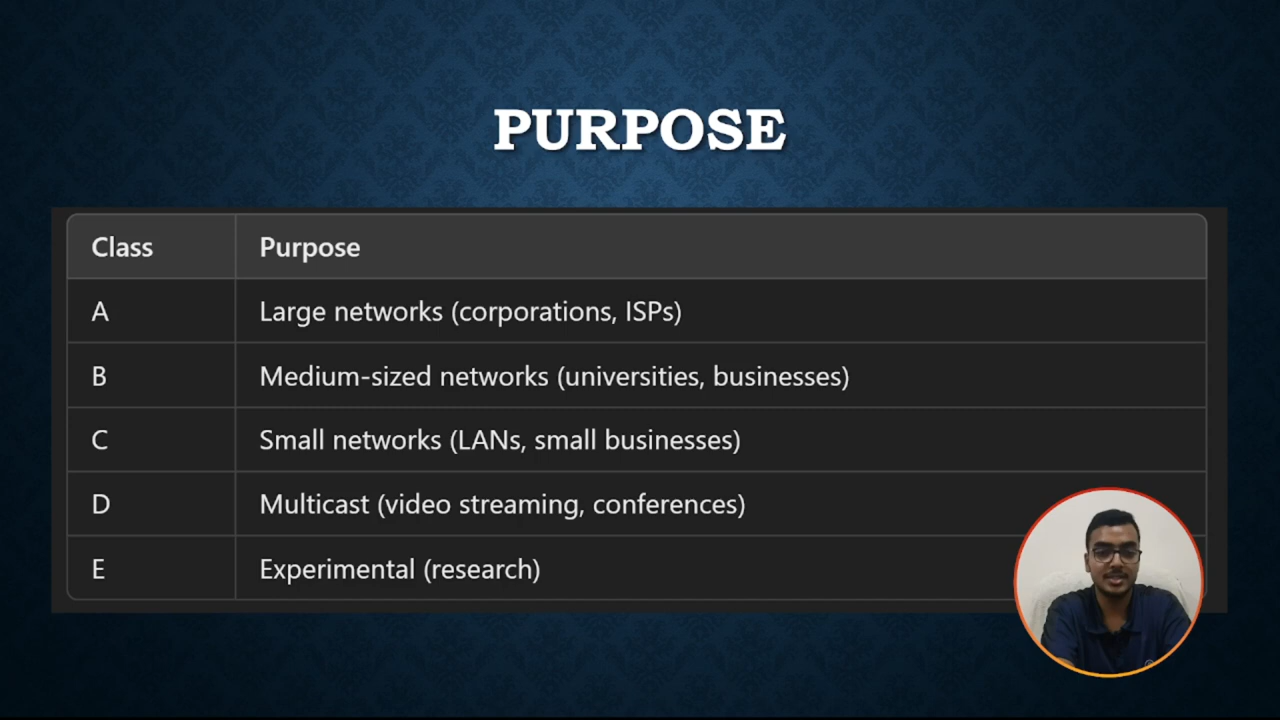 PURPOSE
Class Purpose
A Large networks (corporations, ISPs)
B Medium-sized networks (universities, businesses)
C Small networks (LANs, small businesses)
D Multicast (video streaming, conferences)
E Experimental (research)